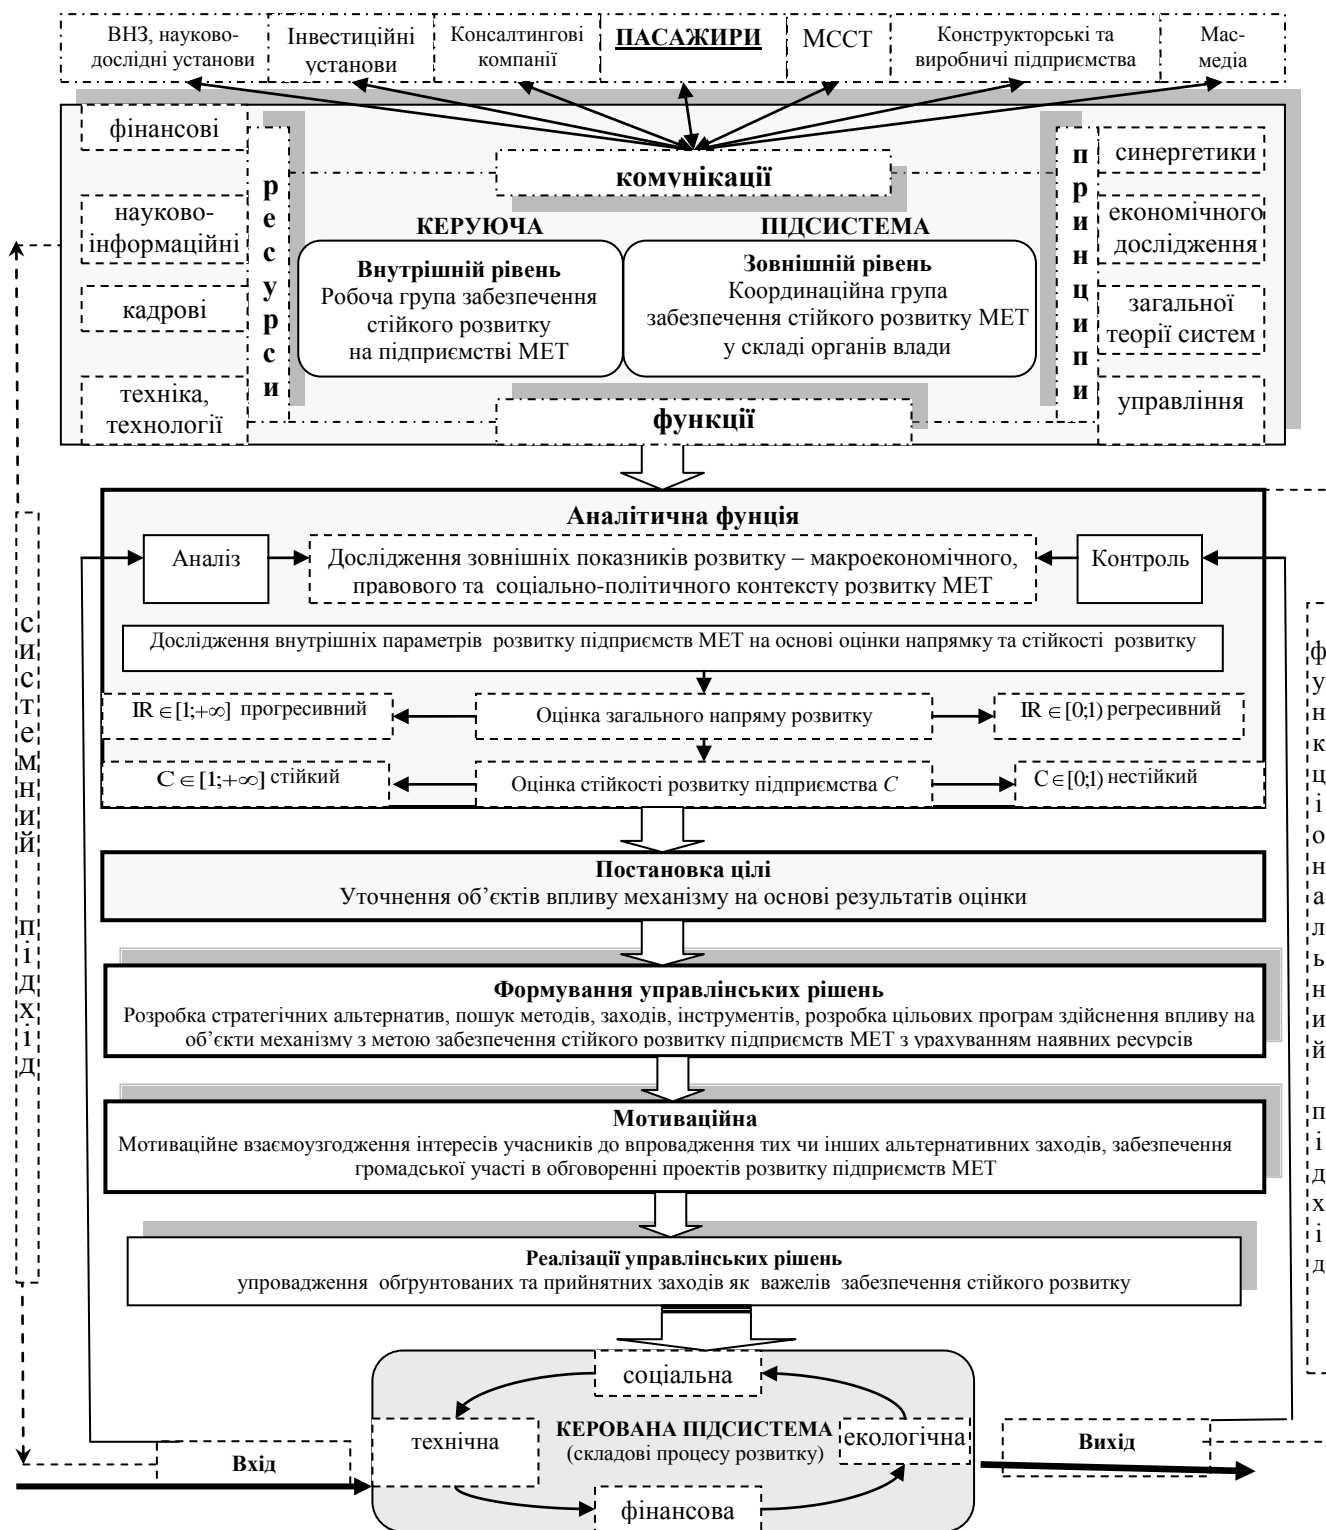 ВНЗ, науково-
дослідні установи
Інвестиційні
установи
Консалтингові
компанії
ПАСАЖИРИ
МССТ
Конструкторські та
виробничі підприємства
Мас-
медіа
фінансові
науково-
інформаційні
кадрові
техніка,
технології
ресурси
комунікації
КЕРУЮЧА ПІДСИСТЕМА
Внутрішній рівень
Робоча група забезпечення
стійкого розвитку
на підприємстві МЕТ
Зовнішній рівень
Координаційна група
забезпечення стійкого розвитку МЕТ
у складі органів влади
функції
принципи
синергетики
економічного
дослідження
загальної
теорії систем
управління
системний підхід
функціональний підхід
Аналітична фунція
Аналіз
Дослідження зовнішніх показників розвитку – макроекономічного,
правового та соціально-політичного контексту розвитку МЕТ
Контроль
Дослідження внутрішніх параметрів розвитку підприємств МЕТ на основі оцінки напрямку та стійкості розвитку
IR ∈ [1;+∞] прогресивний
Оцінка загального напряму розвитку
IR ∈ [0;1) регресивний
C ∈ [1;+∞] стійкий
Оцінка стійкості розвитку підприємства C
C ∈ [0;1) нестійкий
Постановка цілі
Уточнення об’єктів впливу механізму на основі результатів оцінки
Формування управлінських рішень
Розробка стратегічних альтернатив, пошук методів, заходів, інструментів, розробка цільових програм здійснення впливу на
об’єкти механізму з метою забезпечення стійкого розвитку підприємств МЕТ з урахуванням наявних ресурсів
Мотиваційна
Мотиваційне взаємоузгодження інтересів учасників до впровадження тих чи інших альтернативних заходів, забезпечення
громадської участі в обговоренні проектів розвитку підприємств МЕТ
Реалізації управлінських рішень
упровадження обґрунтованих та прийнятних заходів як важелів забезпечення стійкого розвитку
соціальна
технічна
КЕРОВАНА ПІДСИСТЕМА
(складові процесу розвитку)
екологічна
фінансова
Вхід
Вихід